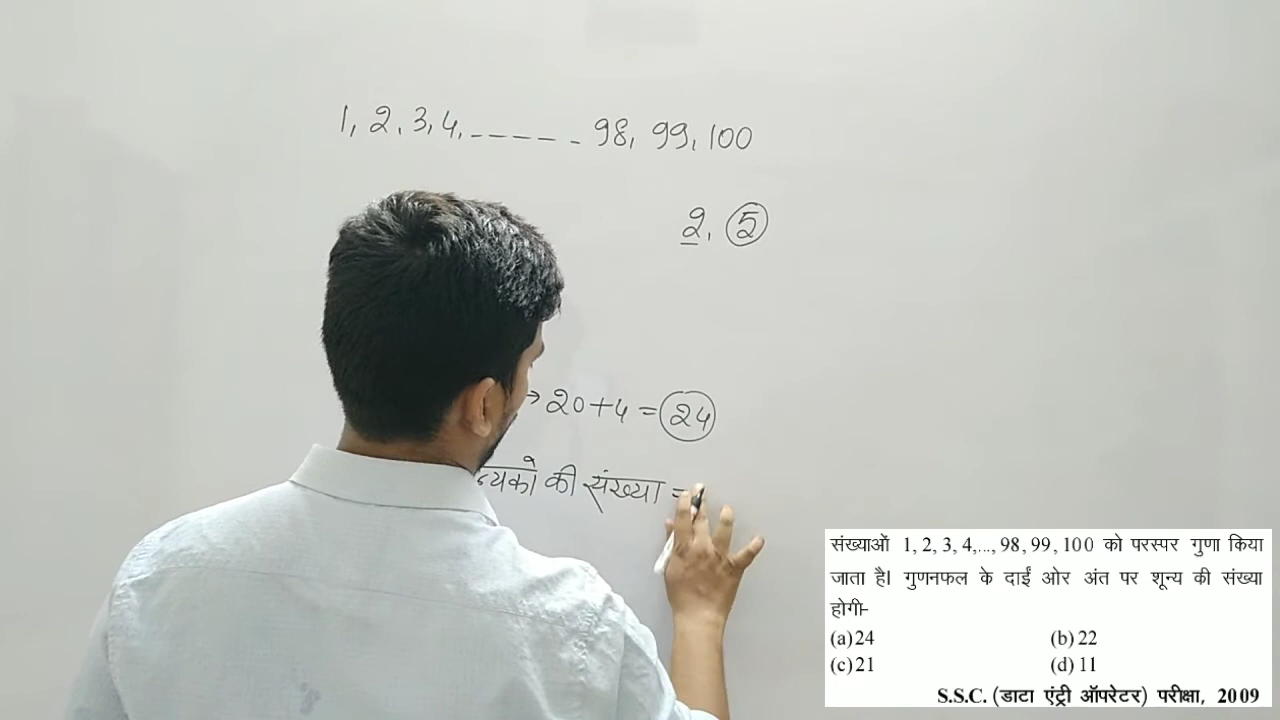 1, 2, 3, 4, ----- 98, 99, 100
2, 5
→ 20+4 = 24
की संख्या =
संख्याओं 1, 2, 3, 4,..., 98, 99, 100 को परस्पर गुणा किया
जाता है। गुणनफल के दाईं ओर अंत पर शून्य की संख्या
होगी-
(a) 24 (b) 22
(c) 21 (d) 11
S.S.C. (डाटा एंट्री ऑपरेटर) परीक्षा, 2009